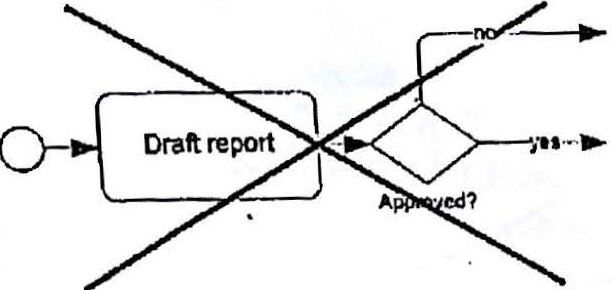 no
Draft report
yes
Approved?